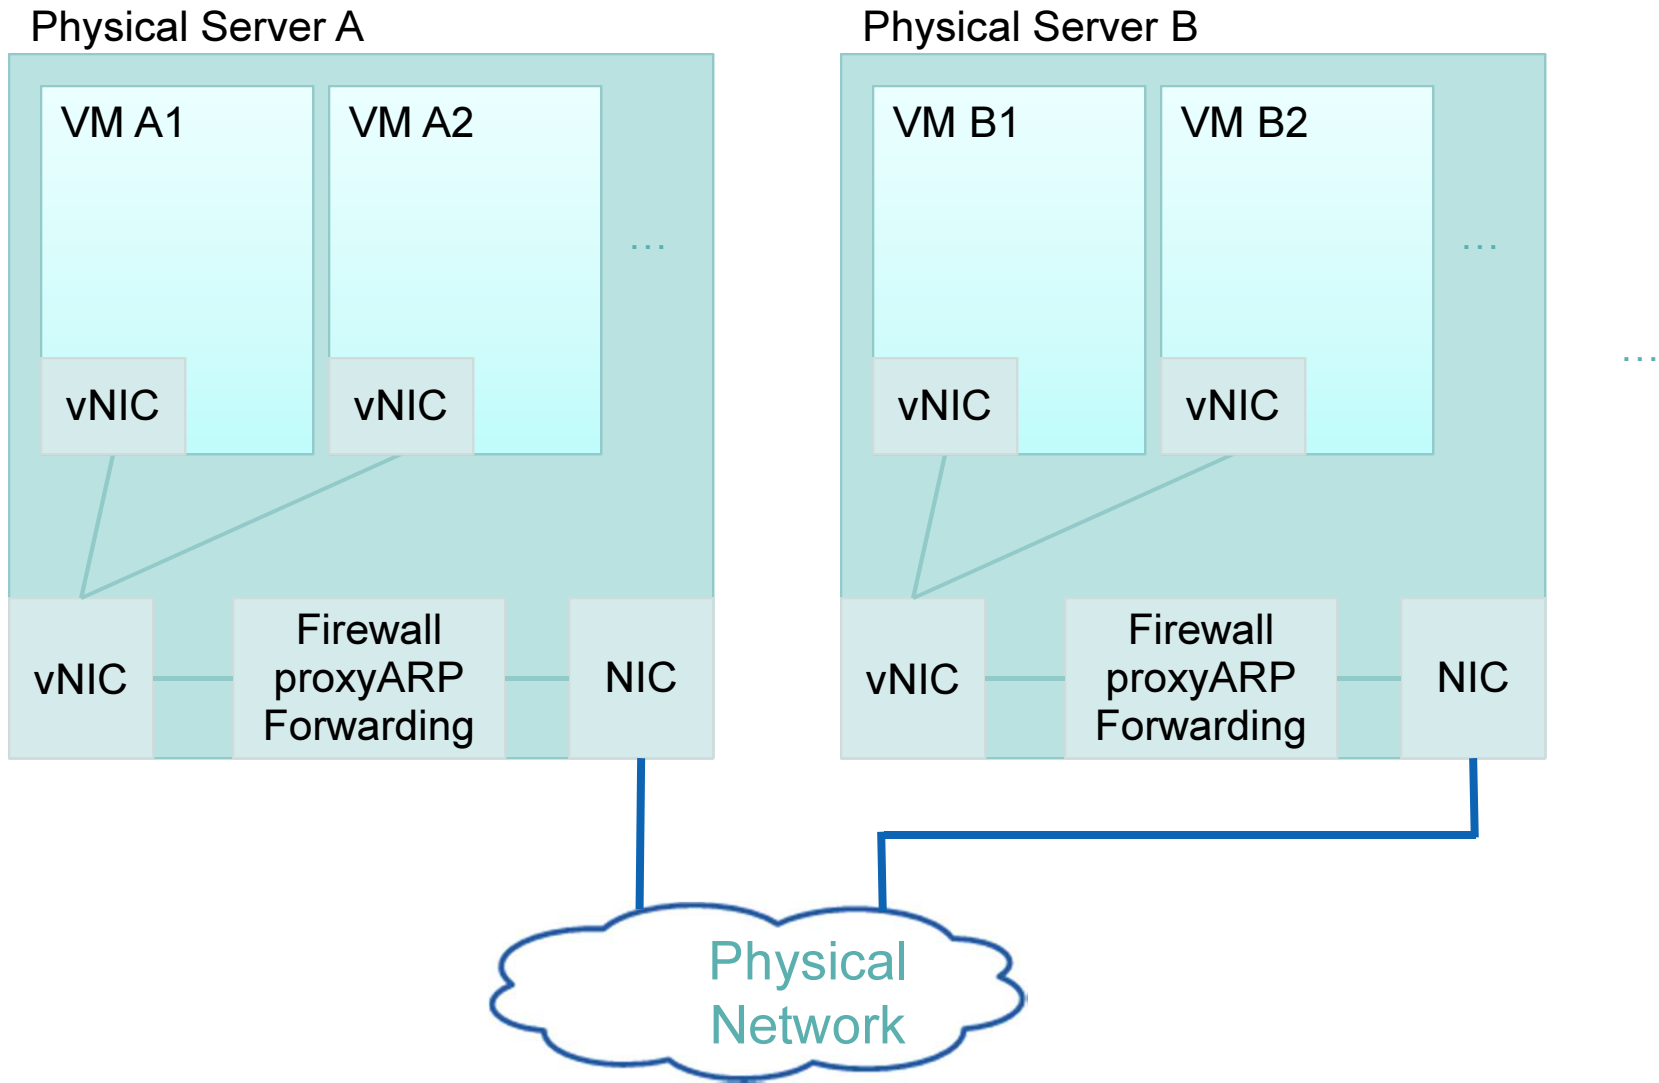 Physical Server A
VM A1
VM A2
...
vNIC
vNIC
vNIC
Firewall
proxyARP
Forwarding
NIC
Physical Server B
VM B1
VM B2
...
vNIC
vNIC
vNIC
Firewall
proxyARP
Forwarding
NIC
...
Physical
Network